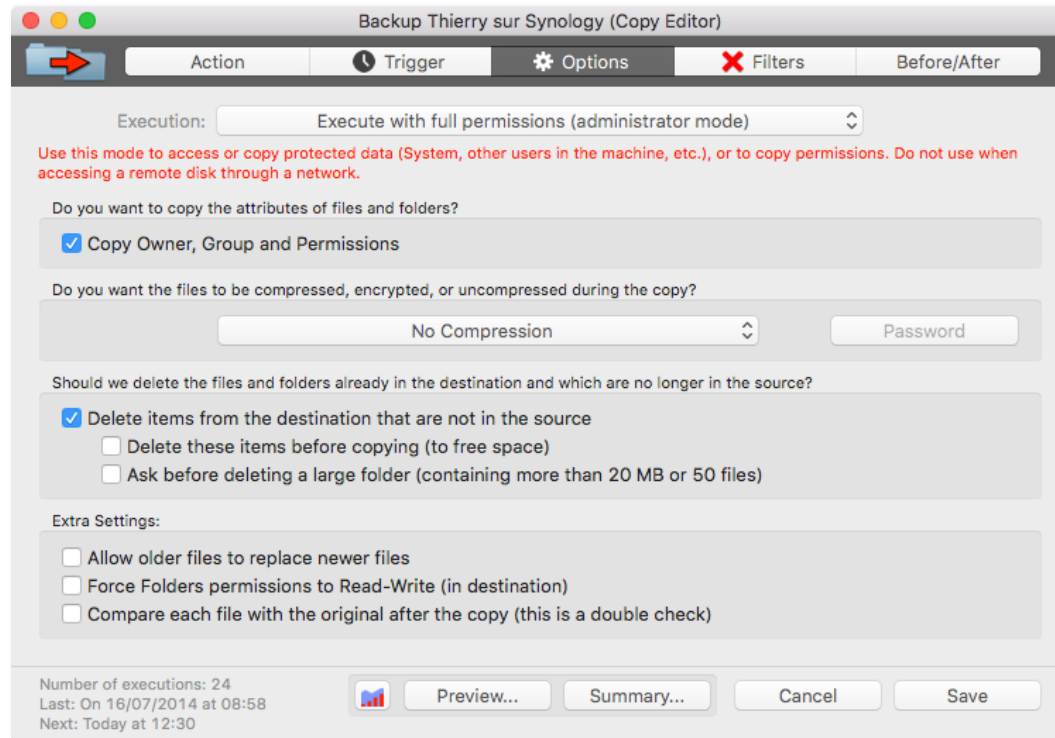 Backup Thierry sur Synology (Copy Editor)
Action
Trigger
Options
Filters
Before/After
Execution:
Execute with full permissions (administrator mode)
Use this mode to access or copy protected data (System, other users in the machine, etc.), or to copy permissions. Do not use when
accessing a remote disk through a network.
Do you want to copy the attributes of files and folders?
Copy Owner, Group and Permissions
Do you want the files to be compressed, encrypted, or uncompressed during the copy?
No Compression
Password
Should we delete the files and folders already in the destination and which are no longer in the source?
Delete items from the destination that are not in the source
Delete these items before copying (to free space)
Ask before deleting a large folder (containing more than 20 MB or 50 files)
Extra Settings:
Allow older files to replace newer files
Force Folders permissions to Read-Write (in destination)
Compare each file with the original after the copy (this is a double check)
Number of executions: 24
Last: On 16/07/2014 at 08:58
Next: Today at 12:30
Preview...
Summary...
Cancel
Save